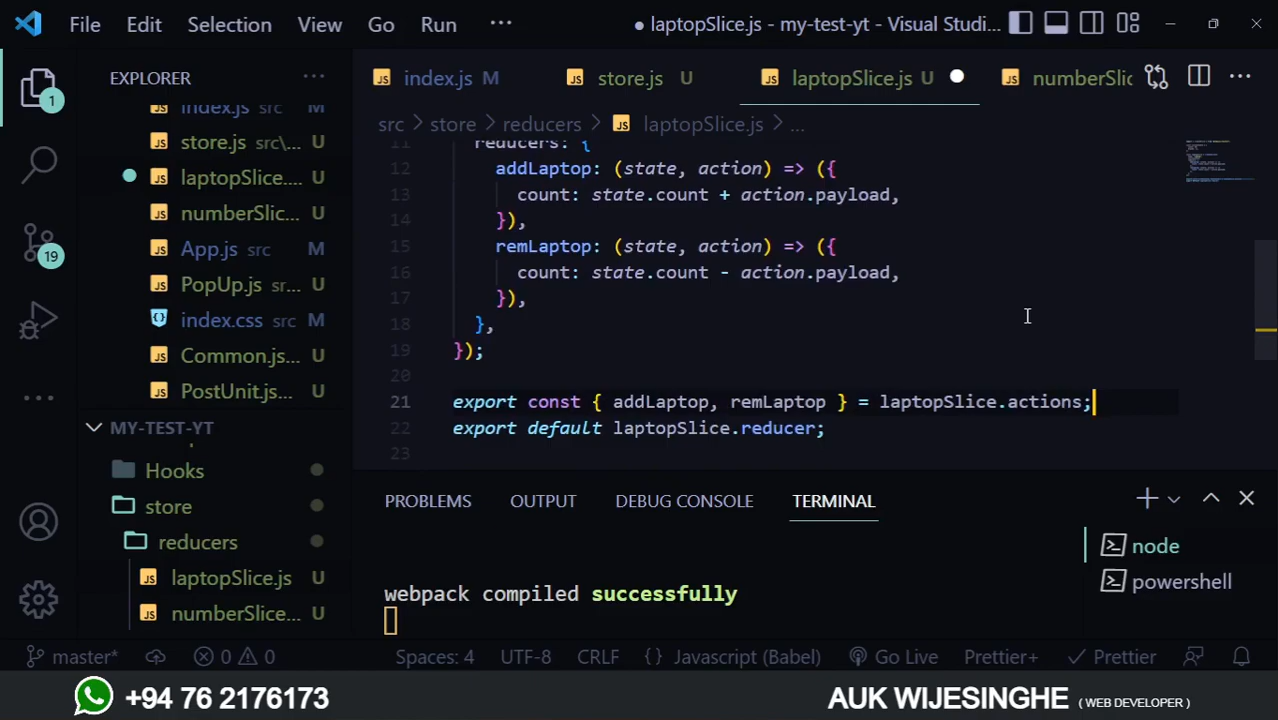 File Edit Selection View Go Run ··· ● laptopSlice.js - my-test-yt - Visual Studi...
EXPLORER ···
index.js M store.js U laptopSlice.js U numberSlic ···
src > store > reducers > laptopSlice.js > ...
index.js src M
store.js src\... U
laptopSlice.... U
numberSlic... U
App.js src M
PopUp.js sr... U
index.css src M
Common.js... U
PostUnit.js... U
MY-TEST-YT
Hooks
store
reducers
laptopSlice.js U
numberSlice... U
1
19
11 reducers: {
12 addLaptop: (state, action) => ({
13 count: state.count + action.payload,
14 }),
15 remLaptop: (state, action) => ({
16 count: state.count - action.payload,
17 }),
18 },
19 });
20
21 export const { addLaptop, remLaptop } = laptopSlice.actions;
22 export default laptopSlice.reducer;
23
PROBLEMS OUTPUT DEBUG CONSOLE TERMINAL
webpack compiled successfully
node
powershell
master* 0 0 Spaces: 4 UTF-8 CRLF {} Javascript (Babel) Go Live Prettier+ Prettier
+94 76 2176173 AUK WIJESINGHE ( WEB DEVELOPER )